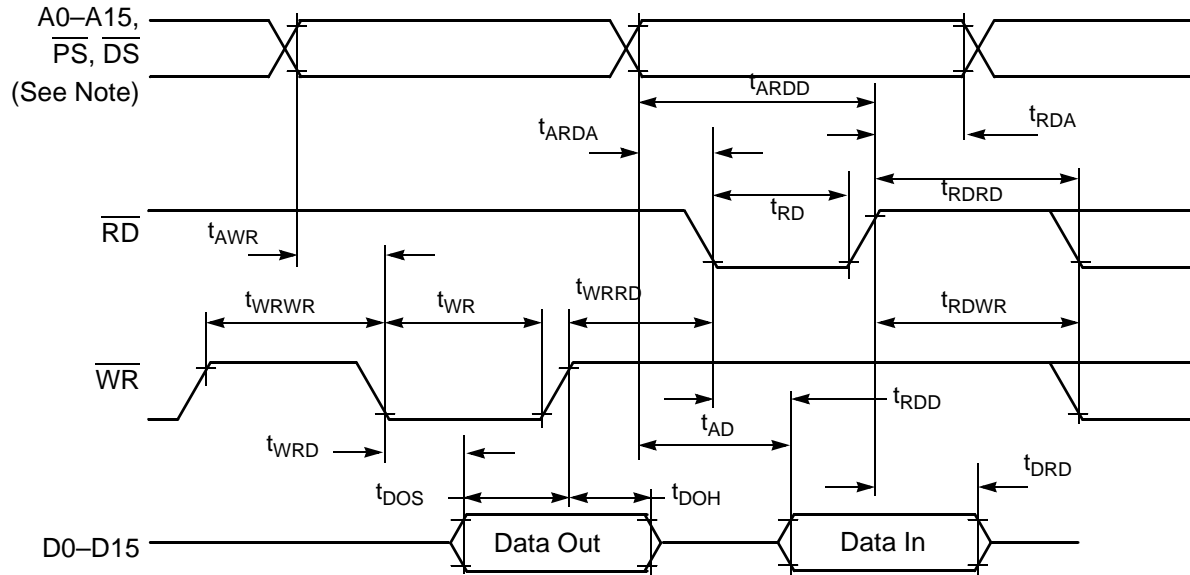 A0–A15,
PS, DS
(See Note)
tARDD
tARDA
tRDA
RD
tRD
tRDRD
tAWR
tWRWR
tWR
tWRRD
tRDWR
WR
tRDD
tAD
tWRD
tDRD
tDOS
tDOH
D0–D15
Data Out
Data In